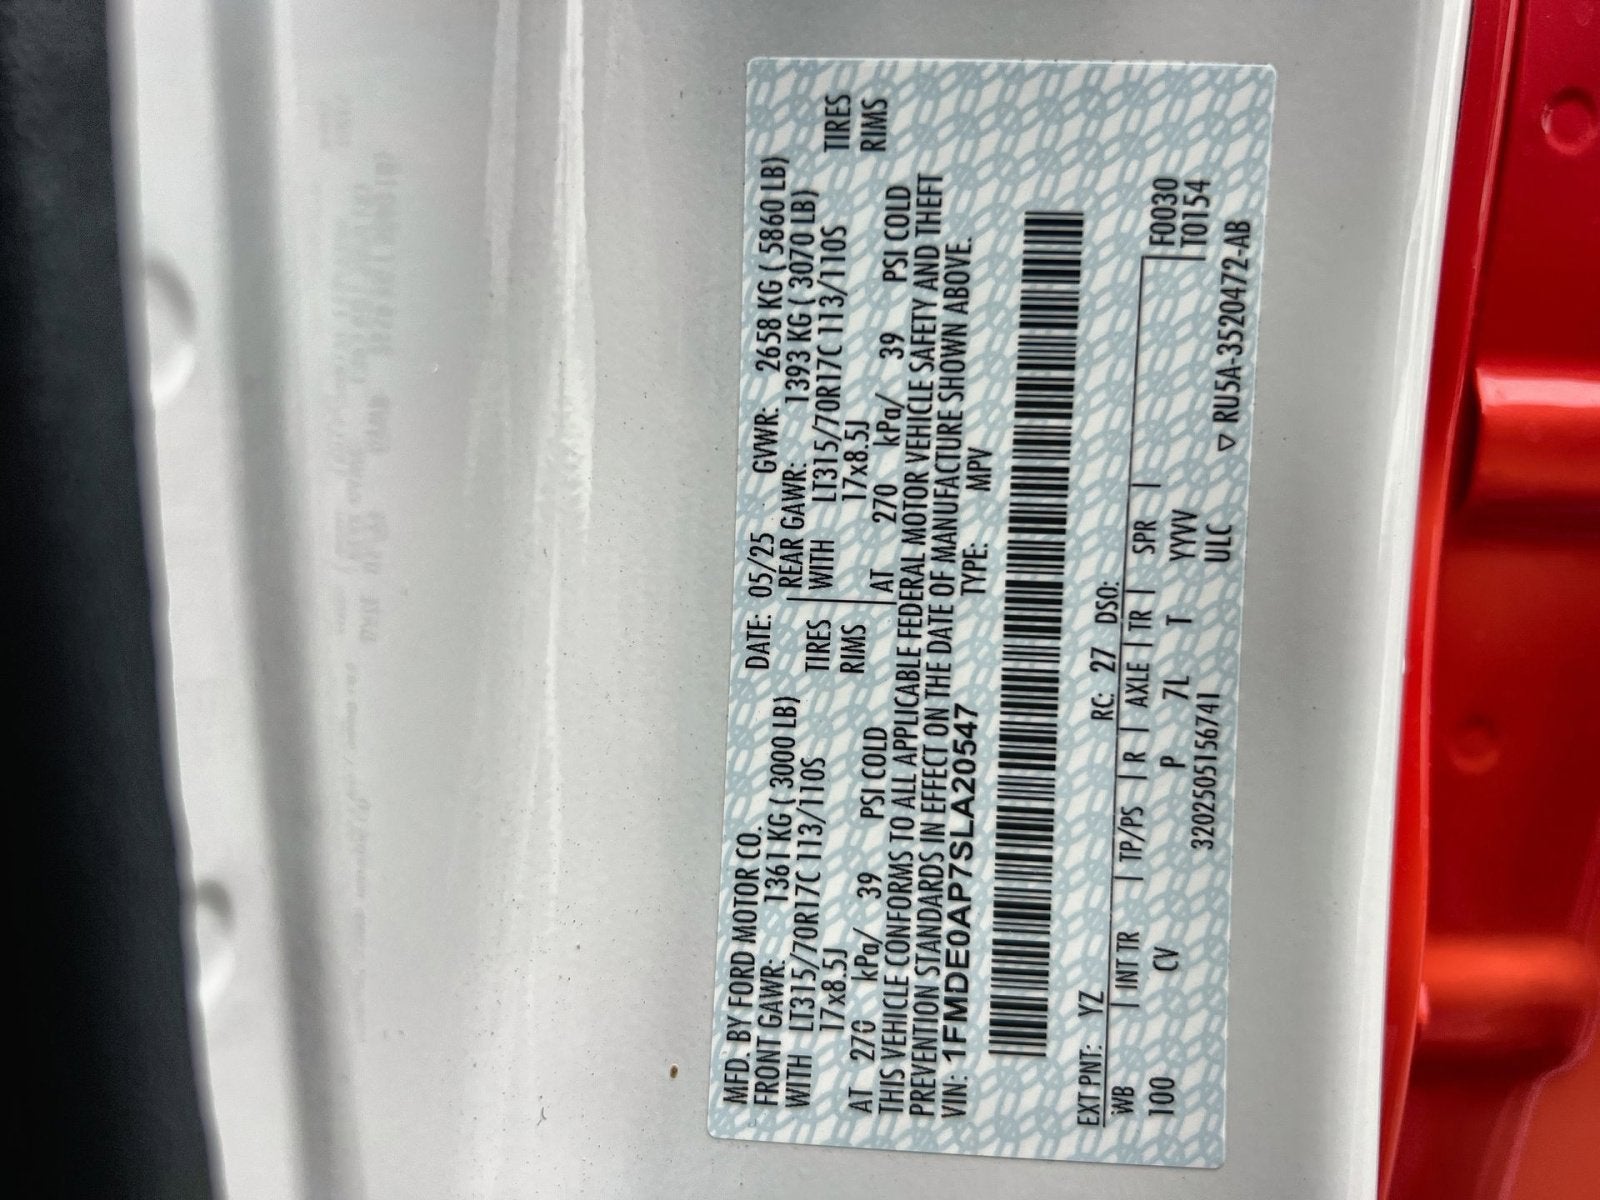 MFD. BY FORD MOTOR CO.
DATE: 05/25 GVWR: 2658 KG ( 5860 LB)
FRONT GAWR: 1361 KG ( 3000 LB) REAR GAWR: 1393 KG ( 3070 LB)
WITH LT315/70R17C 113/110S TIRES WITH LT315/70R17C 113/110S TIRES
17x8.5J RIMS 17x8.5J RIMS
AT 270 kPa/ 39 PSI COLD AT 270 kPa/ 39 PSI COLD
THIS VEHICLE CONFORMS TO ALL APPLICABLE FEDERAL MOTOR VEHICLE SAFETY AND THEFT
PREVENTION STANDARDS IN EFFECT ON THE DATE OF MANUFACTURE SHOWN ABOVE.
VIN: 1FMDE0AP7SLA20547 TYPE: MPV
EXT PNT: YZ RC: 27 DSO: F0030
WB INT TR TP/PS R AXLE TR SPR T0154
100 CV P 7L T YYVV
3202505156741 ULC ▽ RU5A-3520472-AB